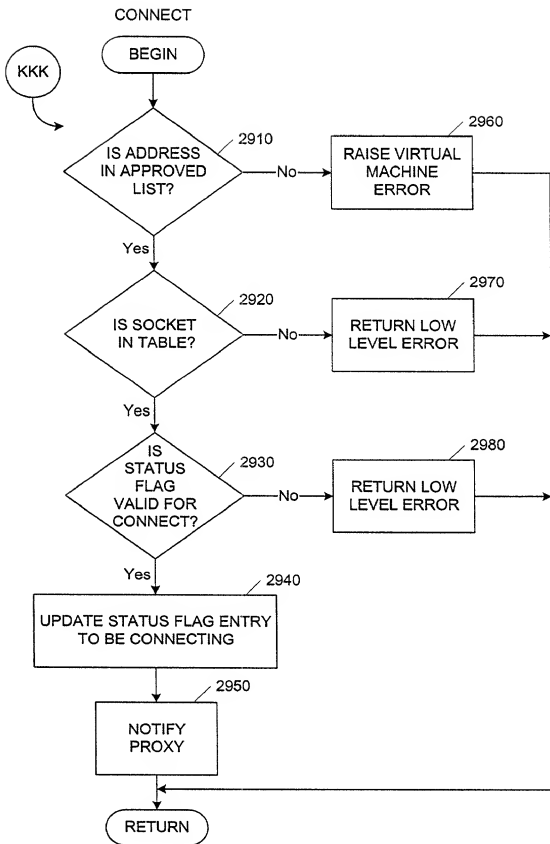 CONNECT
BEGIN
KKK
2910
IS ADDRESS
IN APPROVED
LIST?
No
2960
RAISE VIRTUAL
MACHINE
ERROR
Yes
2920
IS SOCKET
IN TABLE?
No
2970
RETURN LOW
LEVEL ERROR
Yes
2930
IS
STATUS
FLAG
VALID FOR
CONNECT?
No
2980
RETURN LOW
LEVEL ERROR
Yes
2940
UPDATE STATUS FLAG ENTRY
TO BE CONNECTING
2950
NOTIFY
PROXY
RETURN